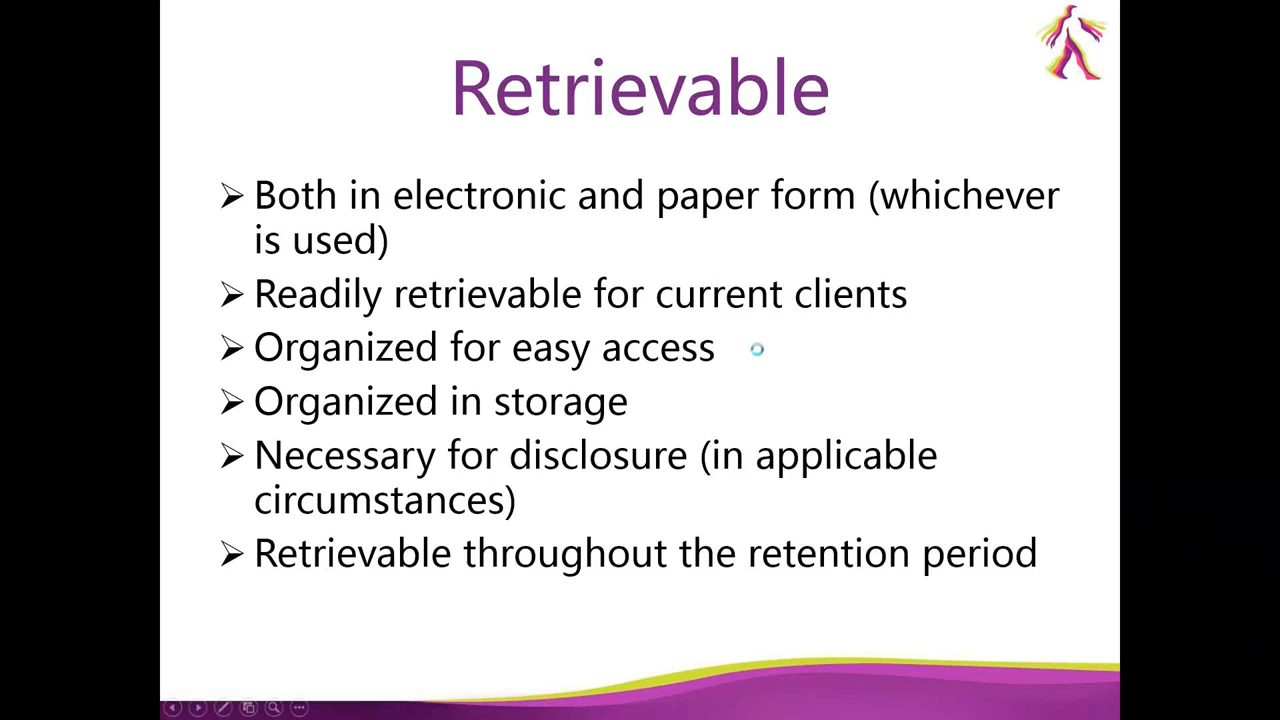 Retrievable
➢ Both in electronic and paper form (whichever
is used)
➢ Readily retrievable for current clients
➢ Organized for easy access
➢ Organized in storage
➢ Necessary for disclosure (in applicable
circumstances)
➢ Retrievable throughout the retention period